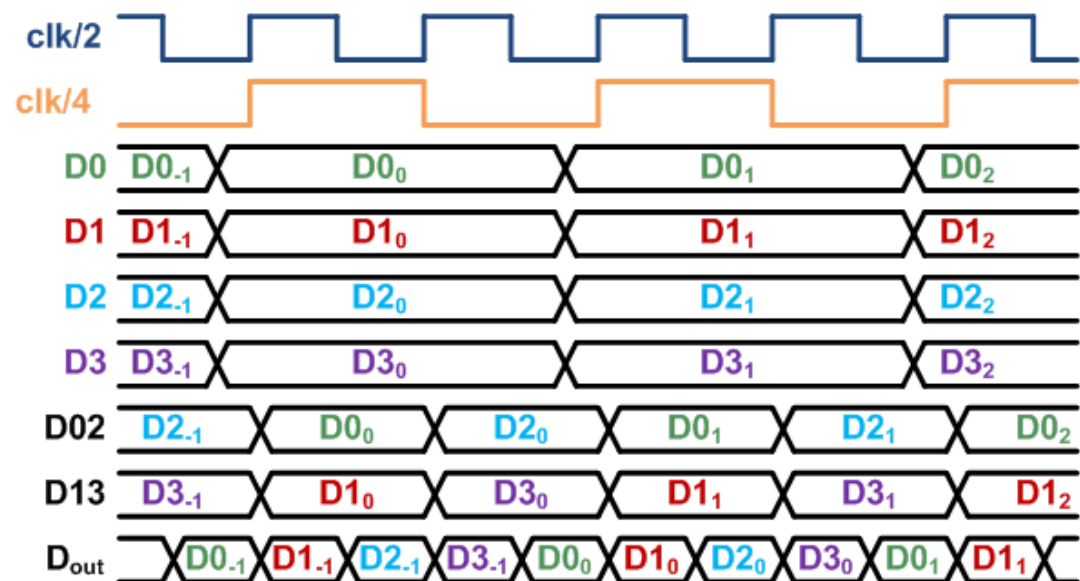 clk/2
clk/4
D0 D0₋₁ D0₀ D0₁ D0₂
D1 D1₋₁ D1₀ D1₁ D1₂
D2 D2₋₁ D2₀ D2₁ D2₂
D3 D3₋₁ D3₀ D3₁ D3₂
D02 D2₋₁ D0₀ D2₀ D0₁ D2₁ D0₂
D13 D3₋₁ D1₀ D3₀ D1₁ D3₁ D1₂
Dout D0₋₁ D1₋₁ D2₋₁ D3₋₁ D0₀ D1₀ D2₀ D3₀ D0₁ D1₁